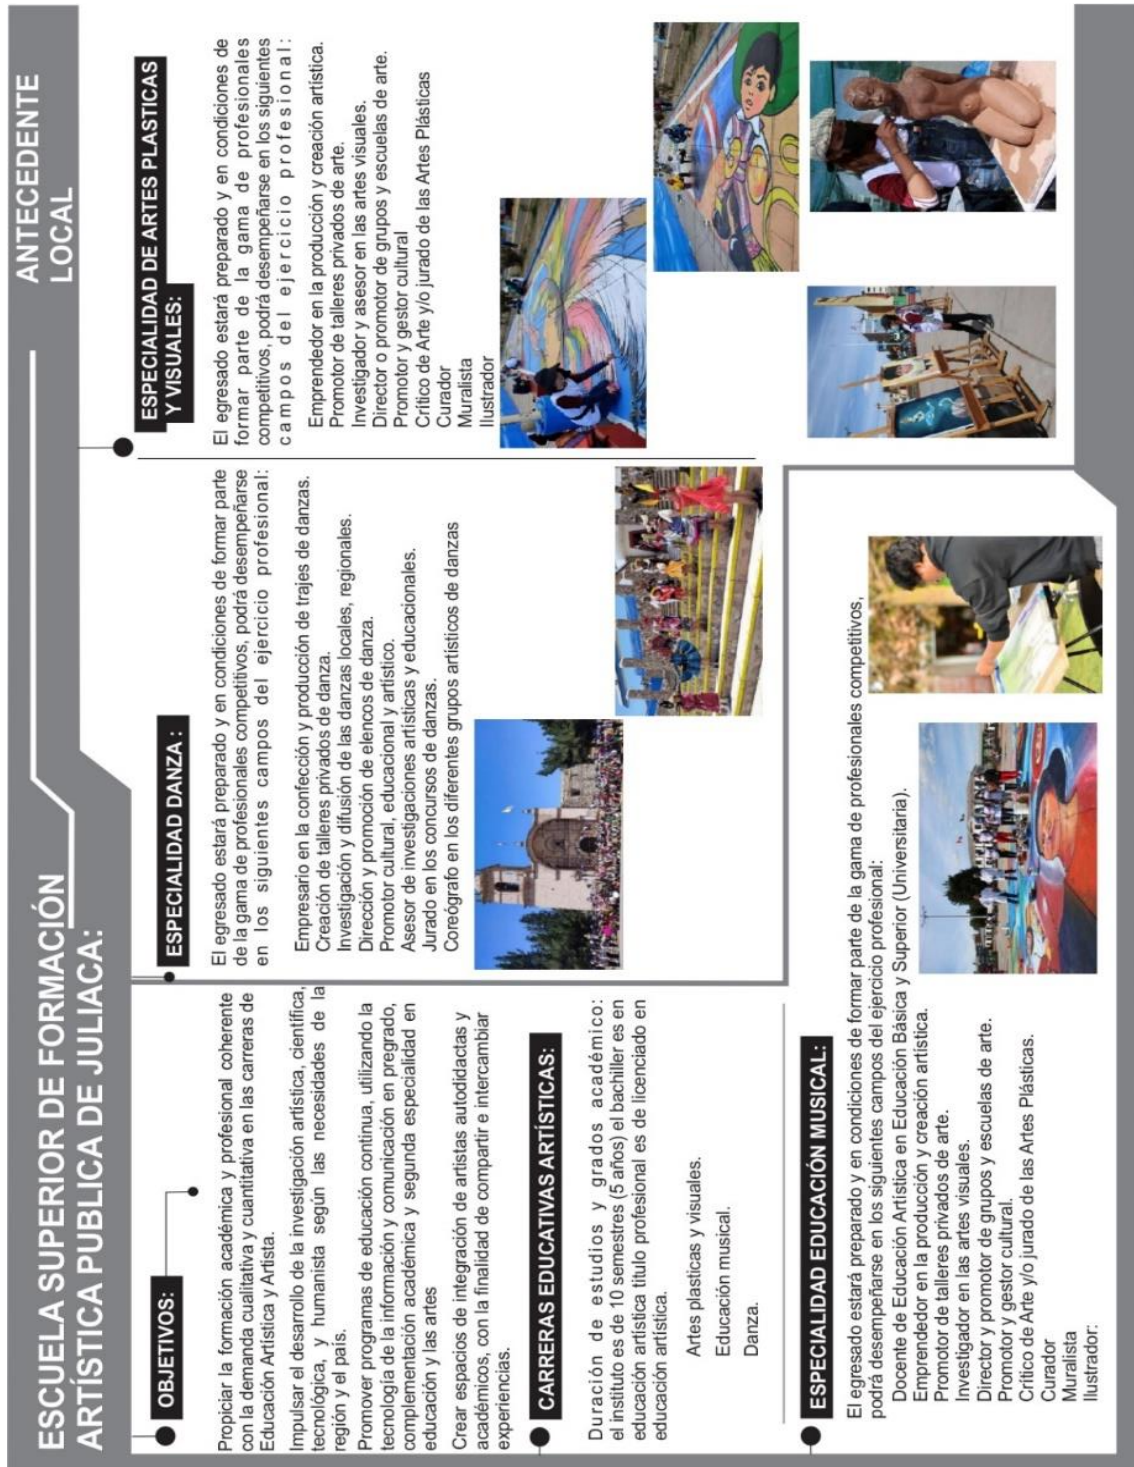 ESCUELA SUPERIOR DE FORMACIÓN
ARTÍSTICA PUBLICA DE JULIACA:
ANTECEDENTE
LOCAL
OBJETIVOS:
Propiciar la formación académica y profesional coherente
con la demanda cualitativa y cuantitativa en las carreras de
Educación Artística y Artista.
Impulsar el desarrollo de la investigación artística, científica,
tecnológica, y humanista según las necesidades de la
región y el país.
Promover programas de educación continua, utilizando la
tecnología de la información y comunicación en pregrado,
complementación académica y segunda especialidad en
educación y las artes
Crear espacios de integración de artistas autodidactas y
académicos, con la finalidad de compartir e intercambiar
experiencias.
CARRERAS EDUCATIVAS ARTÍSTICAS:
Duración de estudios y grados académico:
el instituto es de 10 semestres (5 años) el bachiller es en
educación artística título profesional es de licenciado en
educación artística.
Artes plasticas y visuales.
Educación musical.
Danza.
ESPECIALIDAD DANZA :
El egresado estará preparado y en condiciones de formar parte
de la gama de profesionales competitivos, podrá desempeñarse
en los siguientes campos del ejercicio profesional:
Empresario en la confección y producción de trajes de danzas.
Creación de talleres privados de danza.
Investigación y difusión de las danzas locales, regionales.
Dirección y promoción de elencos de danza.
Promotor cultural, educacional y artístico.
Asesor de investigaciones artísticas y educacionales.
Jurado en los concursos de danzas.
Coreógrafo en los diferentes grupos artísticos de danzas
ESPECIALIDAD DE ARTES PLASTICAS
Y VISUALES:
El egresado estará preparado y en condiciones de
formar parte de la gama de profesionales
competitivos, podrá desempeñarse en los siguientes
campos del ejercicio profesional:
Emprendedor en la producción y creación artística.
Promotor de talleres privados de arte.
Investigador y asesor en las artes visuales.
Director o promotor de grupos y escuelas de arte.
Promotor y gestor cultural
Crítico de Arte y/o jurado de las Artes Plásticas
Curador
Muralista
Ilustrador
ESPECIALIDAD EDUCACIÓN MUSICAL:
El egresado estará preparado y en condiciones de formar parte de la gama de profesionales competitivos,
podrá desempeñarse en los siguientes campos del ejercicio profesional:
Docente de Educación Artística en Educación Básica y Superior (Universitaria).
Emprendedor en la producción y creación artística.
Promotor de talleres privados de arte.
Investigador en las artes visuales.
Director y promotor de grupos y escuelas de arte.
Promotor y gestor cultural.
Crítico de Arte y/o jurado de las Artes Plásticas.
Curador
Muralista
Ilustrador: